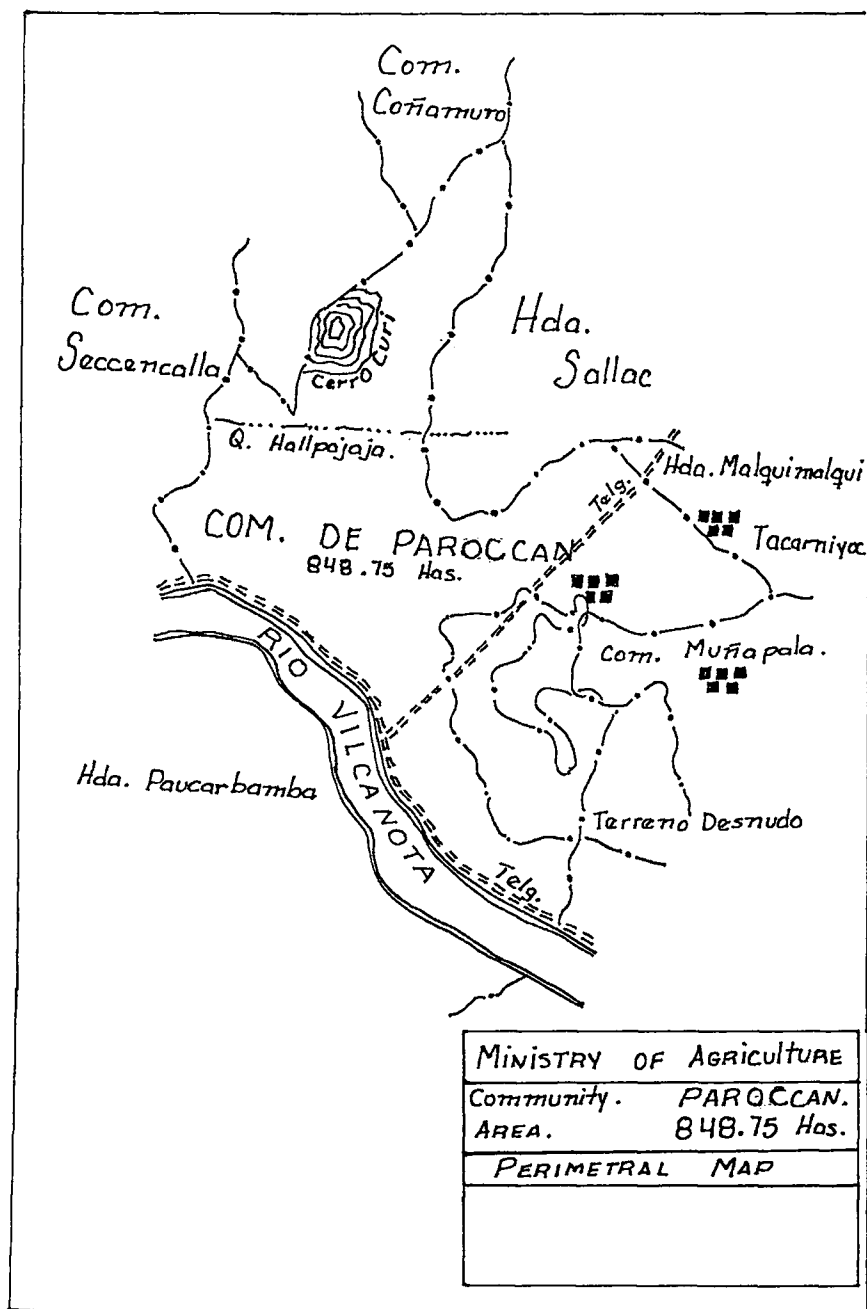 Com.
Coñamuro
Com.
Seccencalla
Hda.
Sallac
Cerro Curi
Q. Hallpajaja.
Hda. Malquimalqui
Telg.
Tacarniyoc
COM. DE PAROCCAN
848.75 Has.
Com. Muñapala.
RIO VILCANOTA
Hda. Paucarbamba
Terreno Desnudo
Telg.
MINISTRY OF AGRICULTURE
Community. PAROCCAN.
AREA. 848.75 Has.
PERIMETRAL MAP